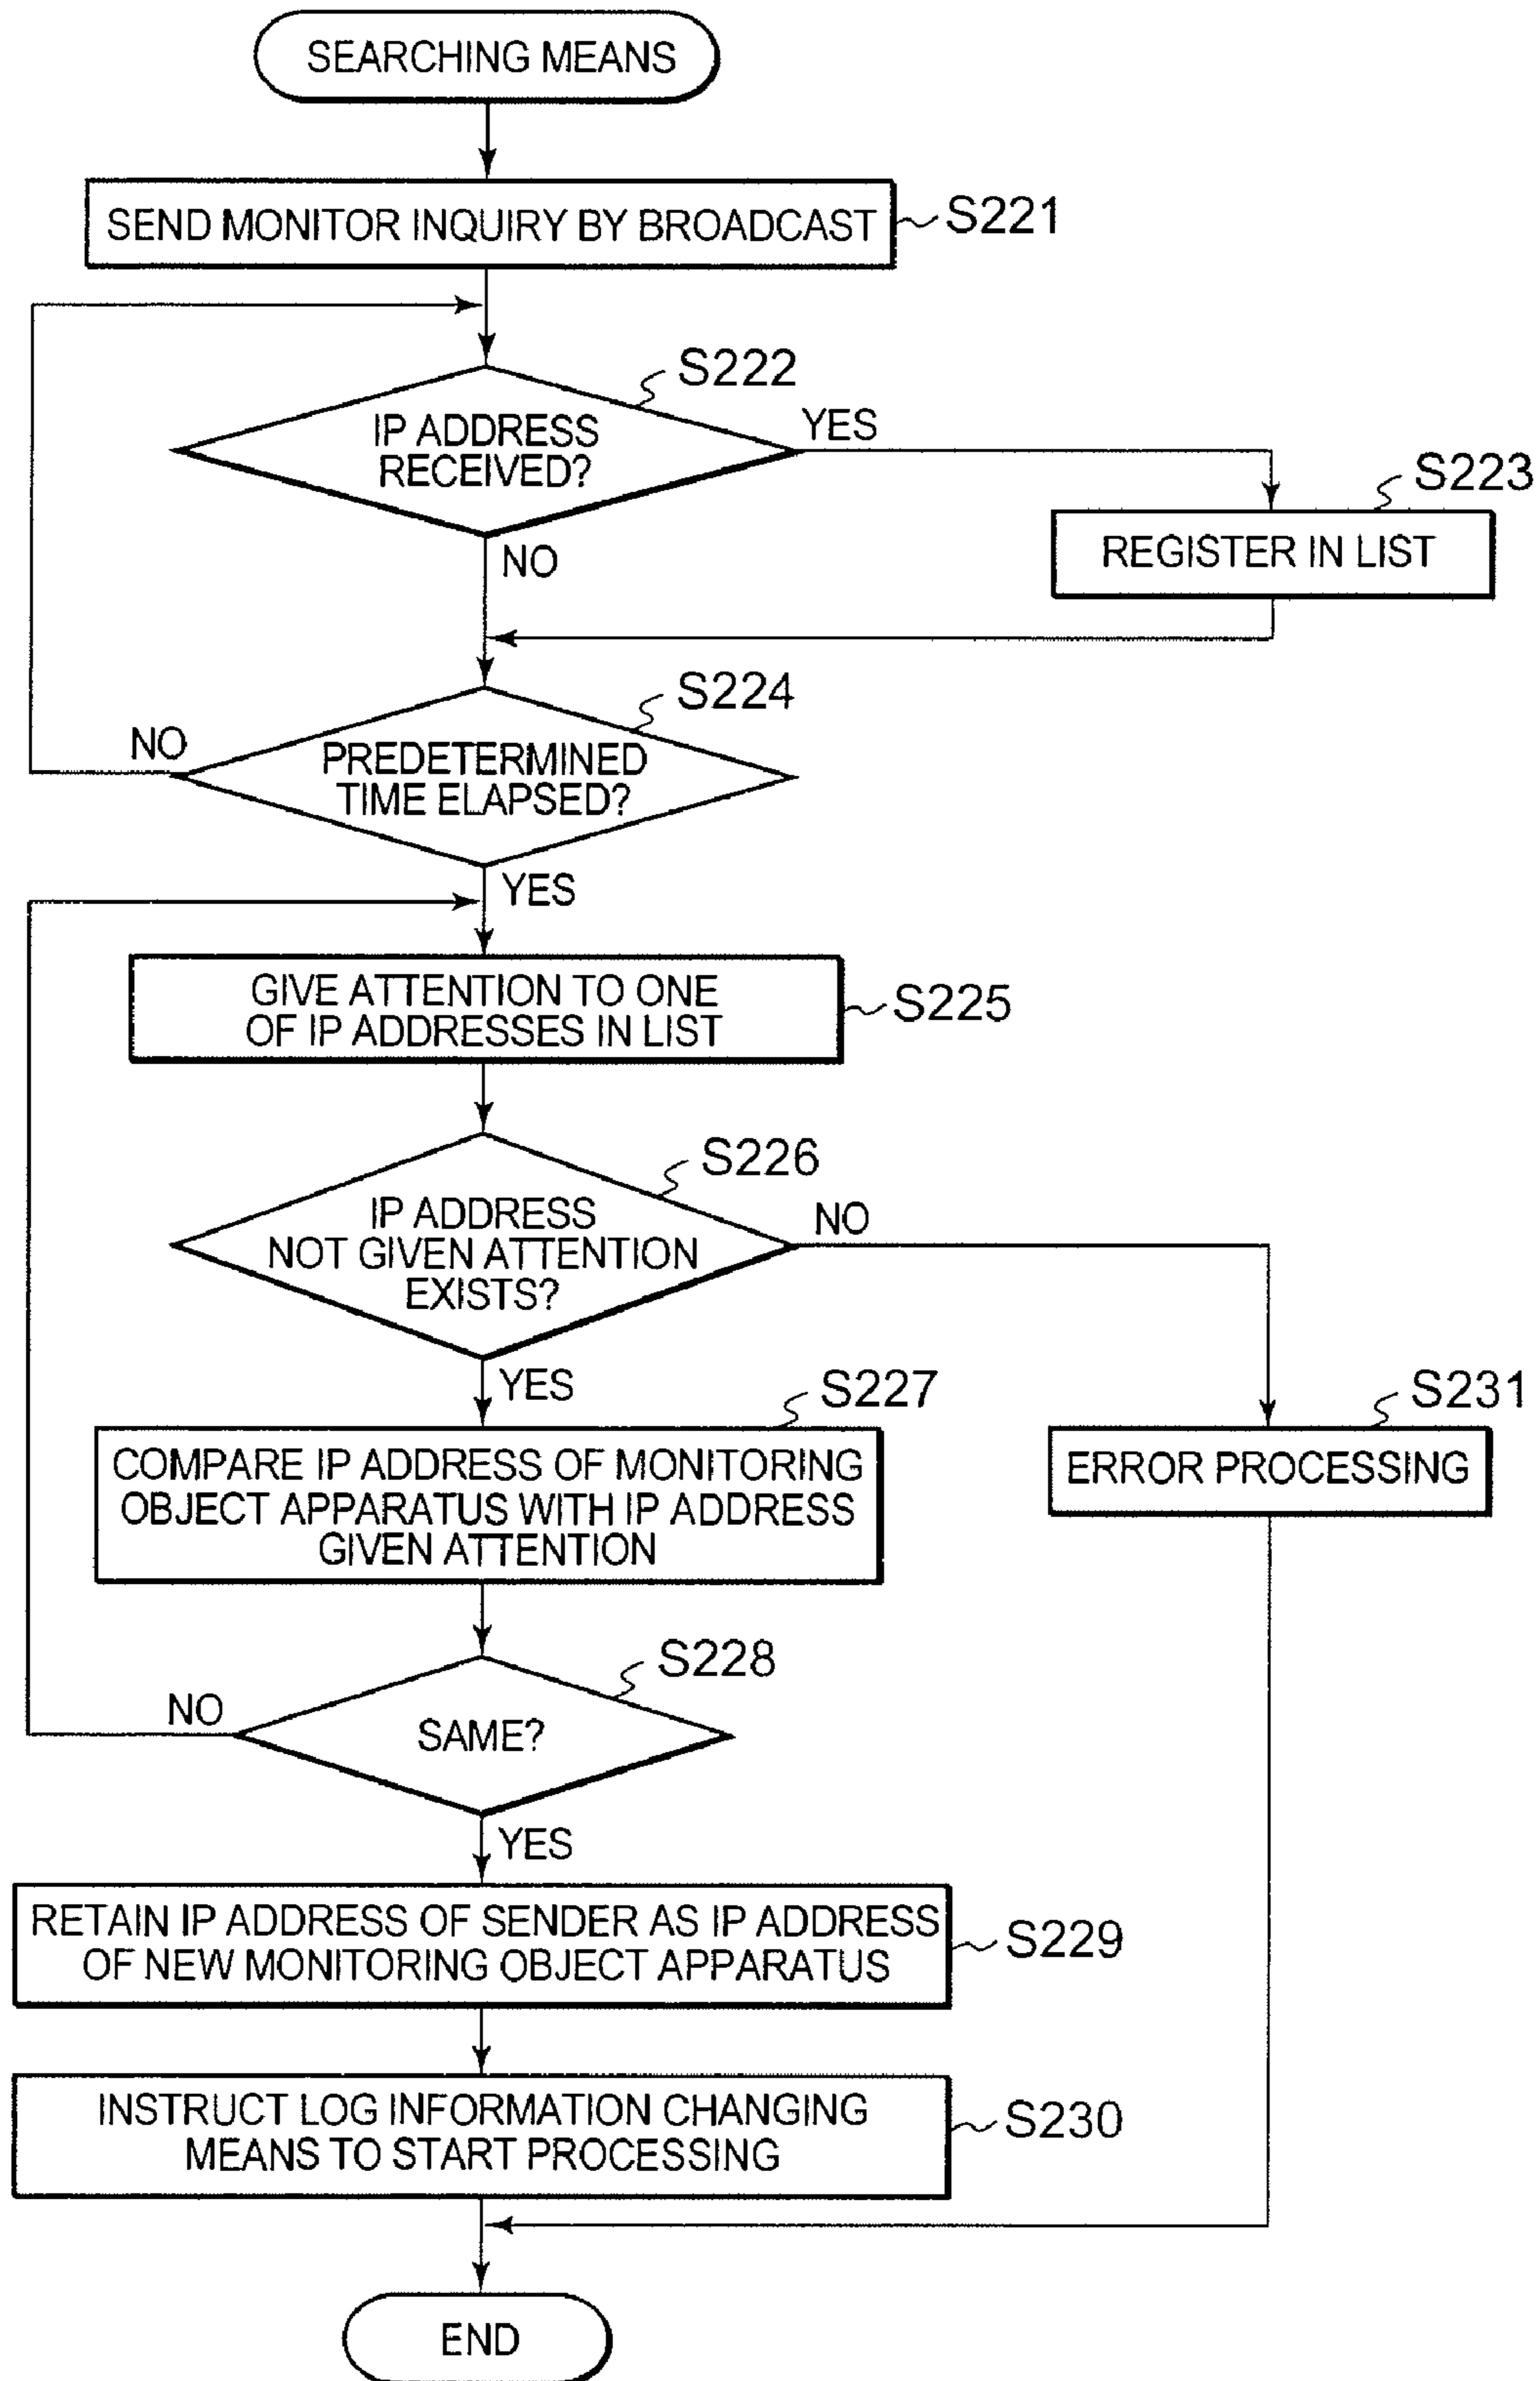 SEARCHING MEANS
SEND MONITOR INQUIRY BY BROADCAST
S221
S222
IP ADDRESS
RECEIVED?
YES
NO
S223
REGISTER IN LIST
S224
PREDETERMINED
TIME ELAPSED?
NO
YES
GIVE ATTENTION TO ONE
OF IP ADDRESSES IN LIST
S225
S226
IP ADDRESS
NOT GIVEN ATTENTION
EXISTS?
NO
YES
S227
COMPARE IP ADDRESS OF MONITORING
OBJECT APPARATUS WITH IP ADDRESS
GIVEN ATTENTION
S231
ERROR PROCESSING
S228
SAME?
NO
YES
RETAIN IP ADDRESS OF SENDER AS IP ADDRESS
OF NEW MONITORING OBJECT APPARATUS
S229
INSTRUCT LOG INFORMATION CHANGING
MEANS TO START PROCESSING
S230
END